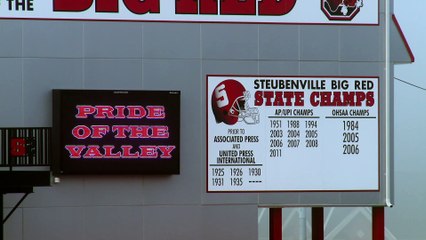 OF THE BIG RED
PRIDE
OF THE
VALLEY
STEUBENVILLE BIG RED
STATE CHAMPS
S
PRIOR TO
ASSOCIATED
PRESS
AND
UNITED PRESS
INTERNATIONAL
1925 1926 1930
1931 1935
AP/UPI CHAMPS
1951 1988 1994
2003 2004 2005
2006 2007 2008
2011
OHSAA CHAMPS
1984
2005
2006